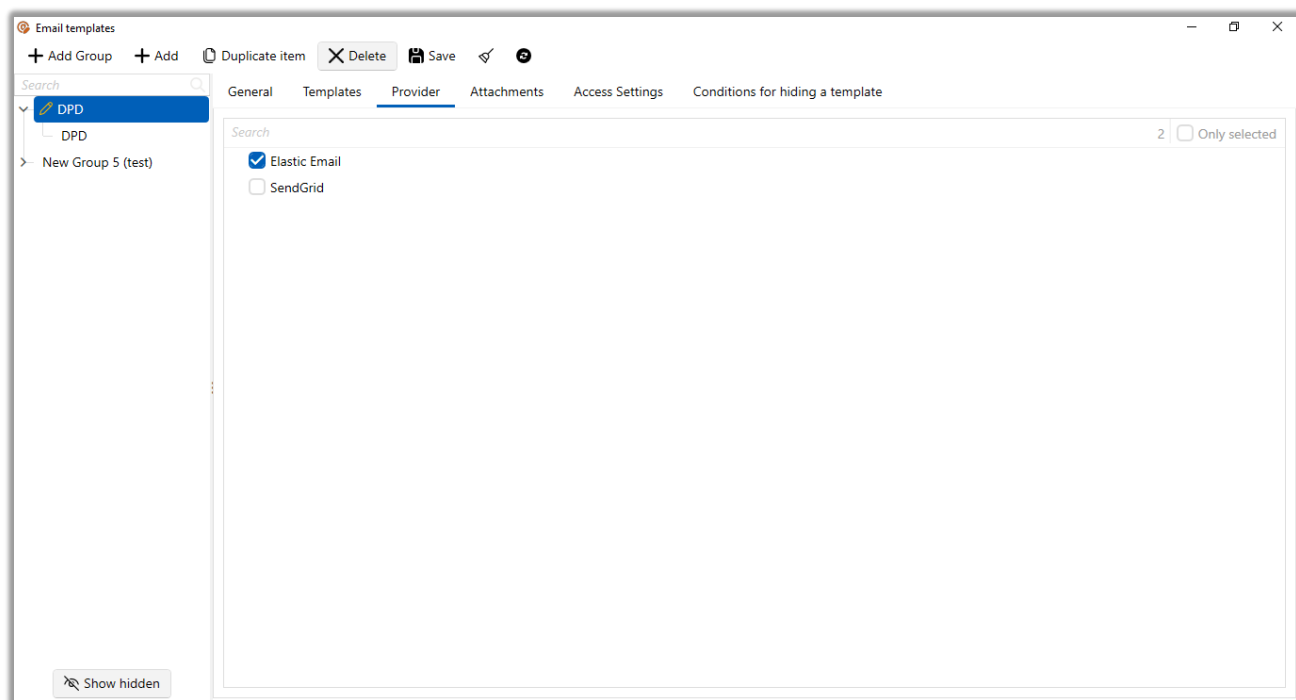 Email templates
Add Group Add Duplicate item Delete Save
Search
General Templates Provider Attachments Access Settings Conditions for hiding a template
DPD
DPD
New Group 5 (test)
Search 2 Only selected
Elastic Email
SendGrid
Show hidden